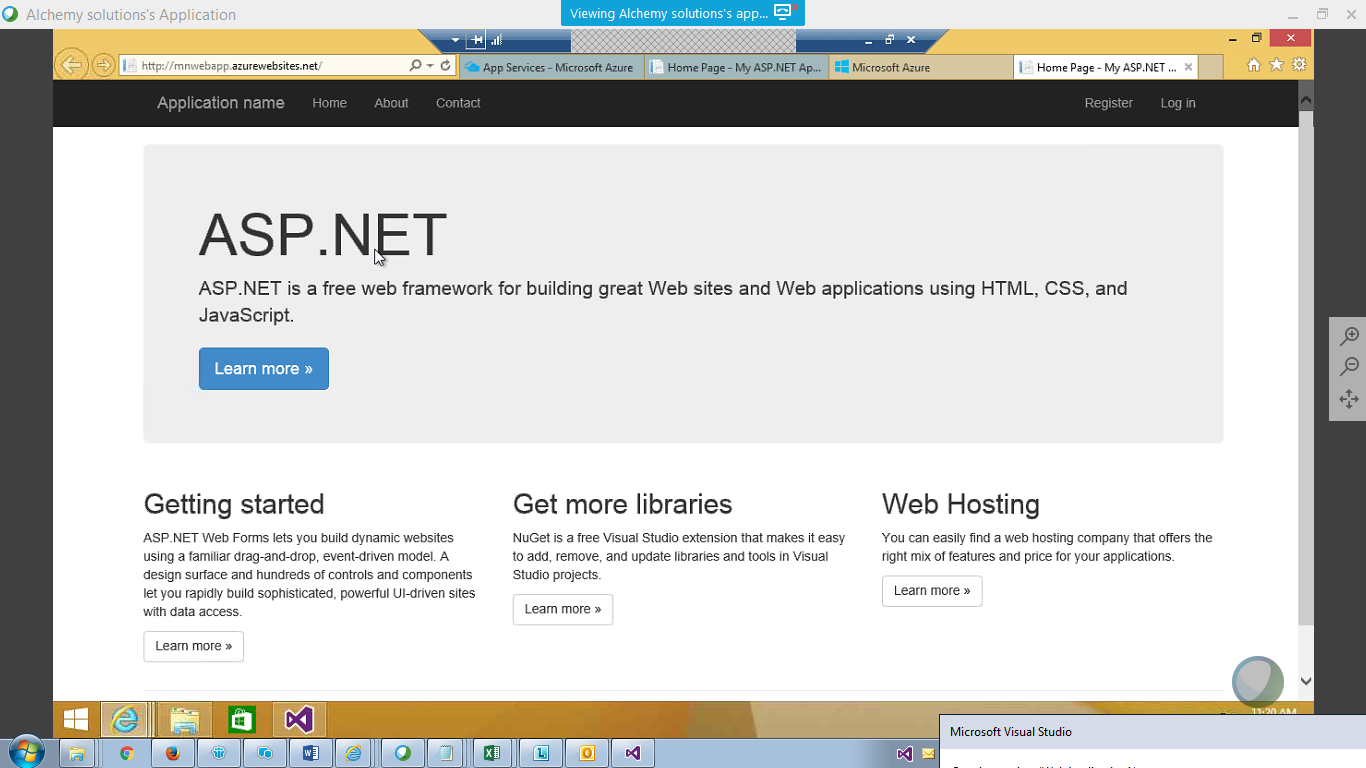 Alchemy solutions's Application
Viewing Alchemy solutions's app...
http://mnwebapp.azurewebsites.net/
App Services - Microsoft Azure
Home Page - My ASP.NET Ap...
Microsoft Azure
Home Page - My ASP.NET ...
Application name
Home
About
Contact
Register
Log in
ASP.NET
ASP.NET is a free web framework for building great Web sites and Web applications using HTML, CSS, and
JavaScript.
Learn more »
Getting started
ASP.NET Web Forms lets you build dynamic websites
using a familiar drag-and-drop, event-driven model. A
design surface and hundreds of controls and components
let you rapidly build sophisticated, powerful UI-driven sites
with data access.
Learn more »
Get more libraries
NuGet is a free Visual Studio extension that makes it easy
to add, remove, and update libraries and tools in Visual
Studio projects.
Learn more »
Web Hosting
You can easily find a web hosting company that offers the
right mix of features and price for your applications.
Learn more »
11:20 AM
Microsoft Visual Studio